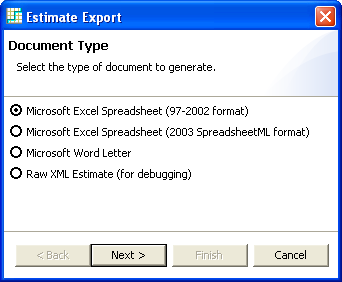 Estimate Export
Document Type
Select the type of document to generate.
Microsoft Excel Spreadsheet (97-2002 format)
Microsoft Excel Spreadsheet (2003 SpreadsheetML format)
Microsoft Word Letter
Raw XML Estimate (for debugging)
< Back Next > Finish Cancel